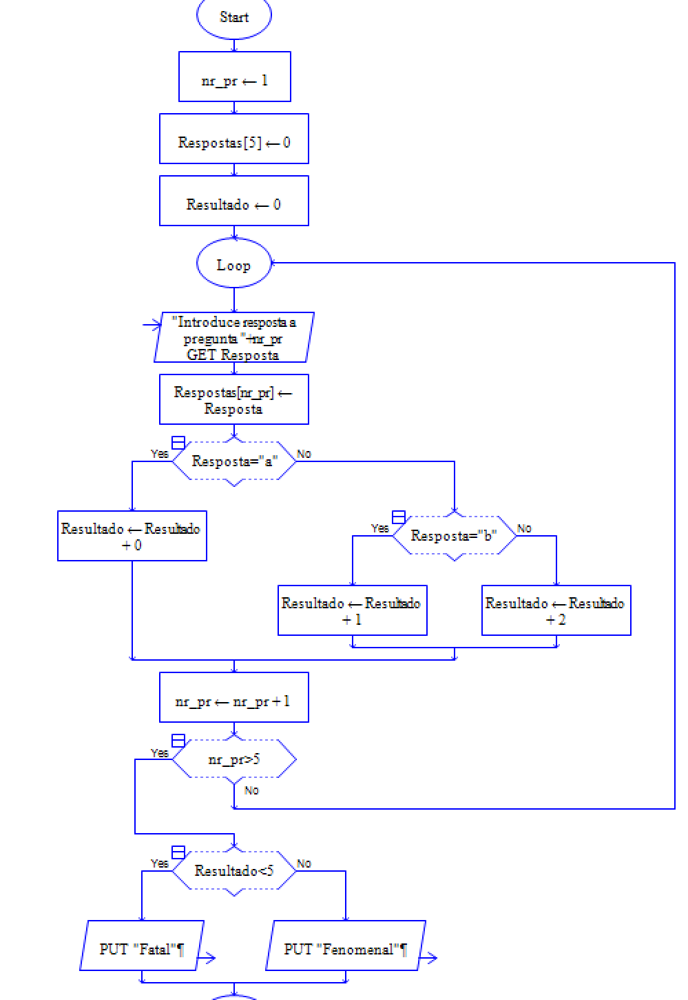 Start
nr_pr ← 1
Respostas[5] ← 0
Resultado ← 0
Loop
"Introduce resposta a
pregunta "+nr_pr
GET Resposta
Respostas[nr_pr] ←
Resposta
Yes
Resposta="a"
No
Resultado ← Resultado
+ 0
Yes
Resposta="b"
No
Resultado ← Resultado
+ 1
Resultado ← Resultado
+ 2
nr_pr ← nr_pr + 1
Yes
nr_pr>5
No
Yes
Resultado<5
No
PUT "Fatal"¶
PUT "Fenomenal"¶